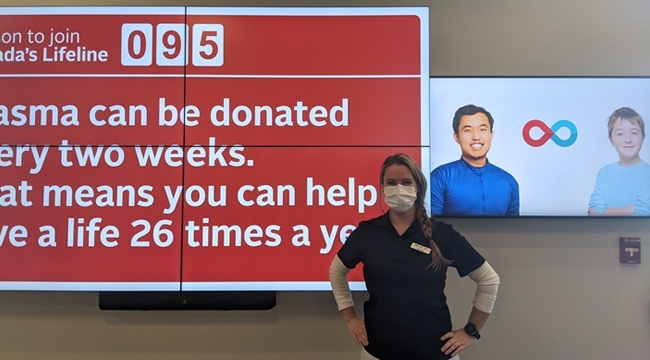 son to join
ada's Lifeline
095
asma can be donated
ery two weeks.
at means you can help
ve a life 26 times a ye